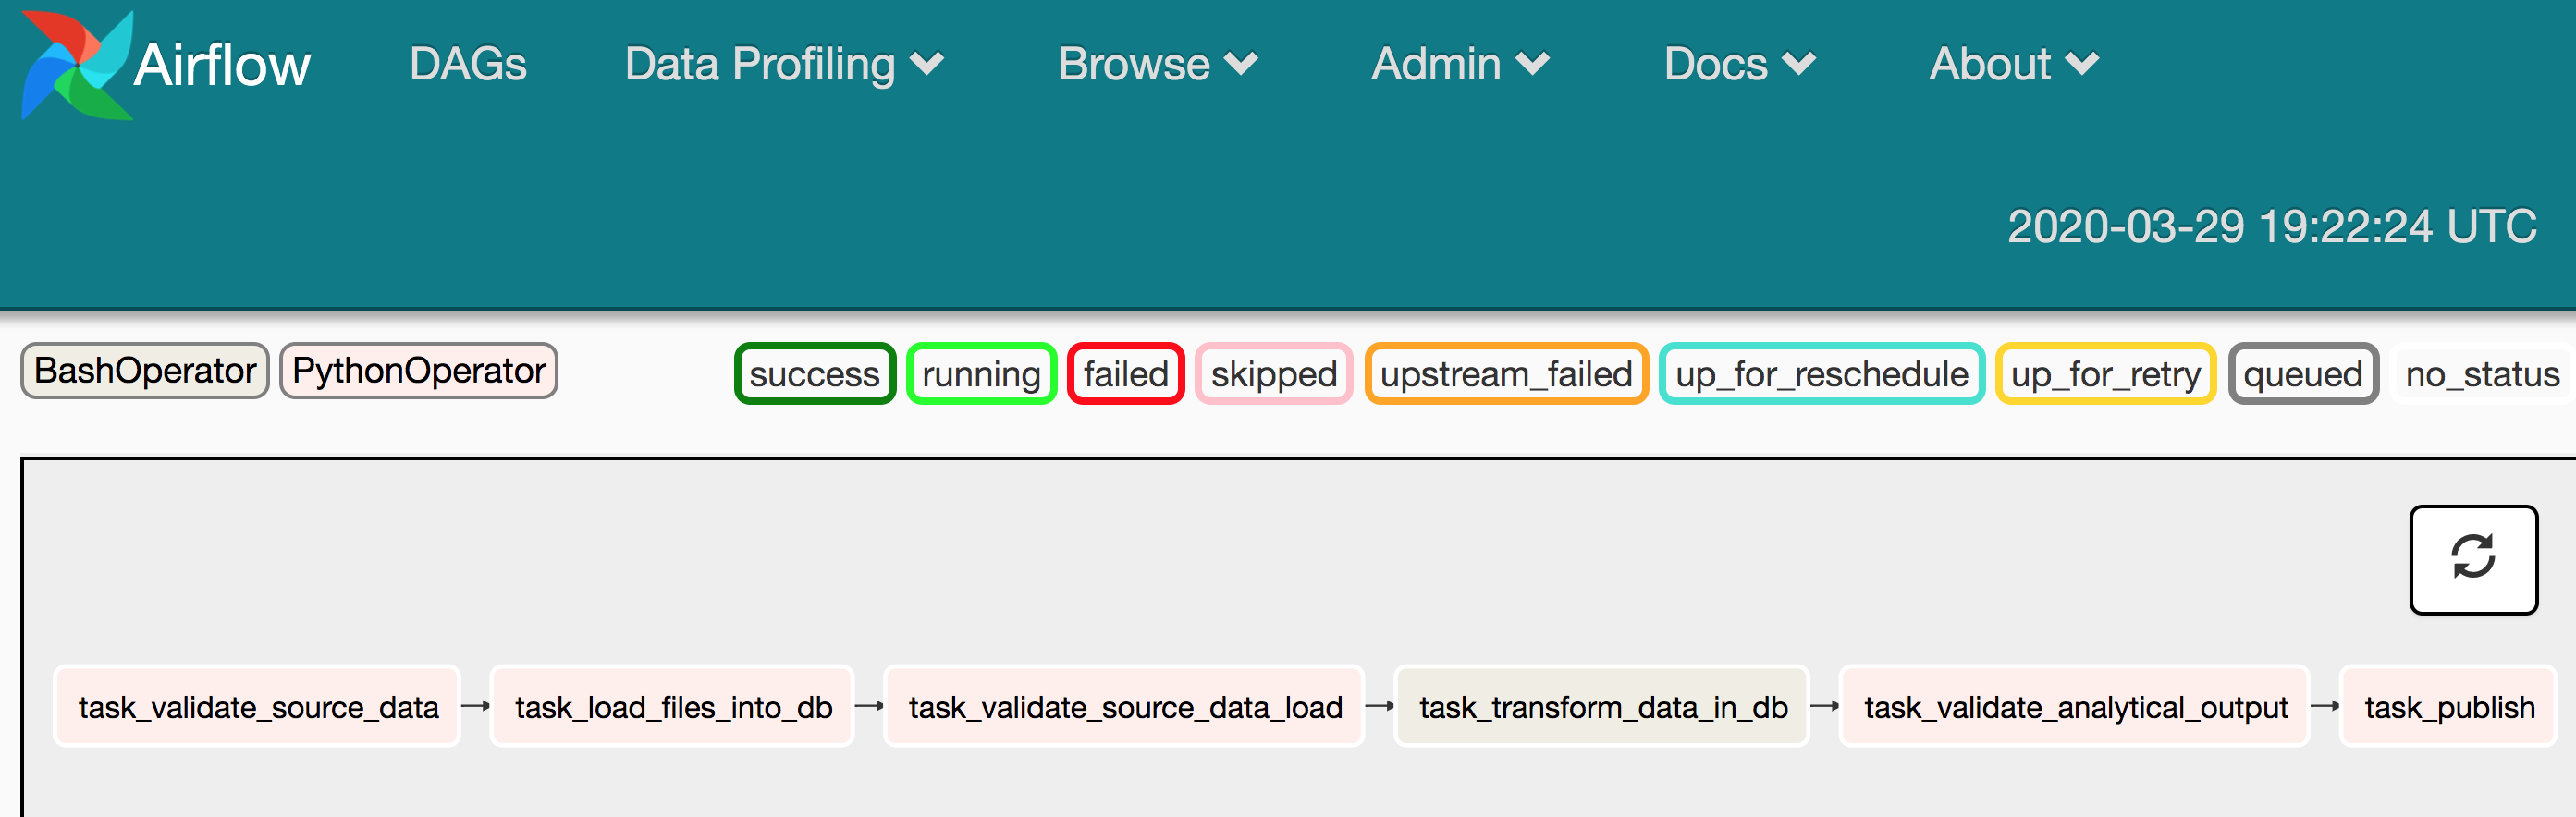 Airflow DAGs Data Profiling Browse Admin Docs About
2020-03-29 19:22:24 UTC
BashOperator PythonOperator success running failed skipped upstream_failed up_for_reschedule up_for_retry queued no_status
task_validate_source_data task_load_files_into_db task_validate_source_data_load task_transform_data_in_db task_validate_analytical_output task_publish